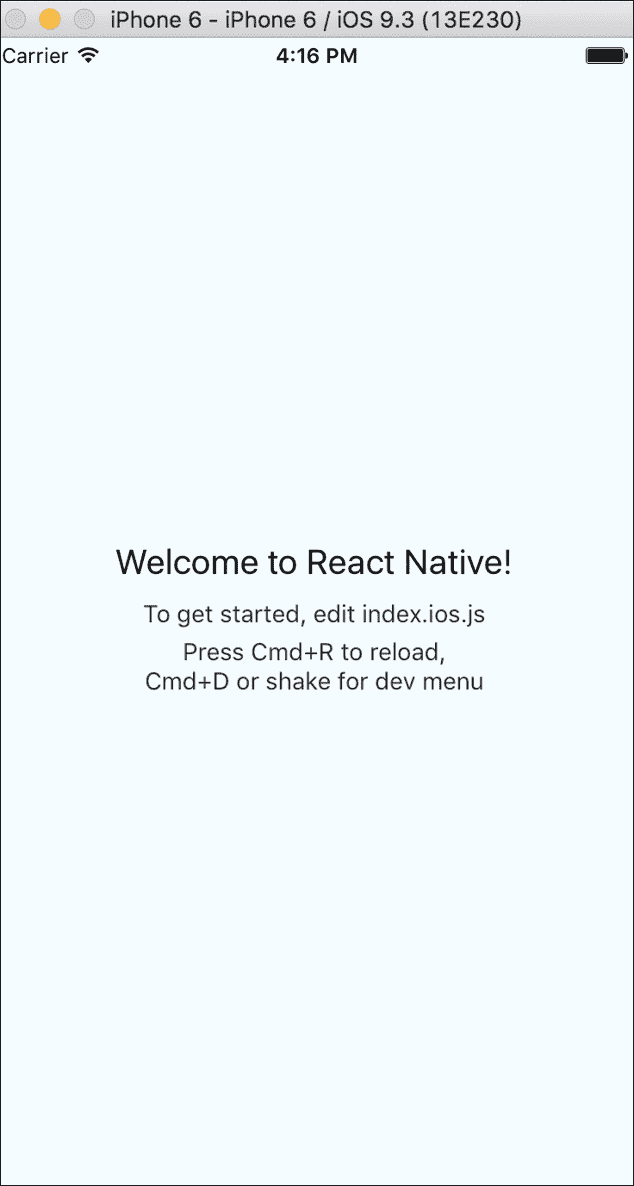 iPhone 6 - iPhone 6 / iOS 9.3 (13E230)
Carrier 4:16 PM
Welcome to React Native!
To get started, edit index.ios.js
Press Cmd+R to reload,
Cmd+D or shake for dev menu